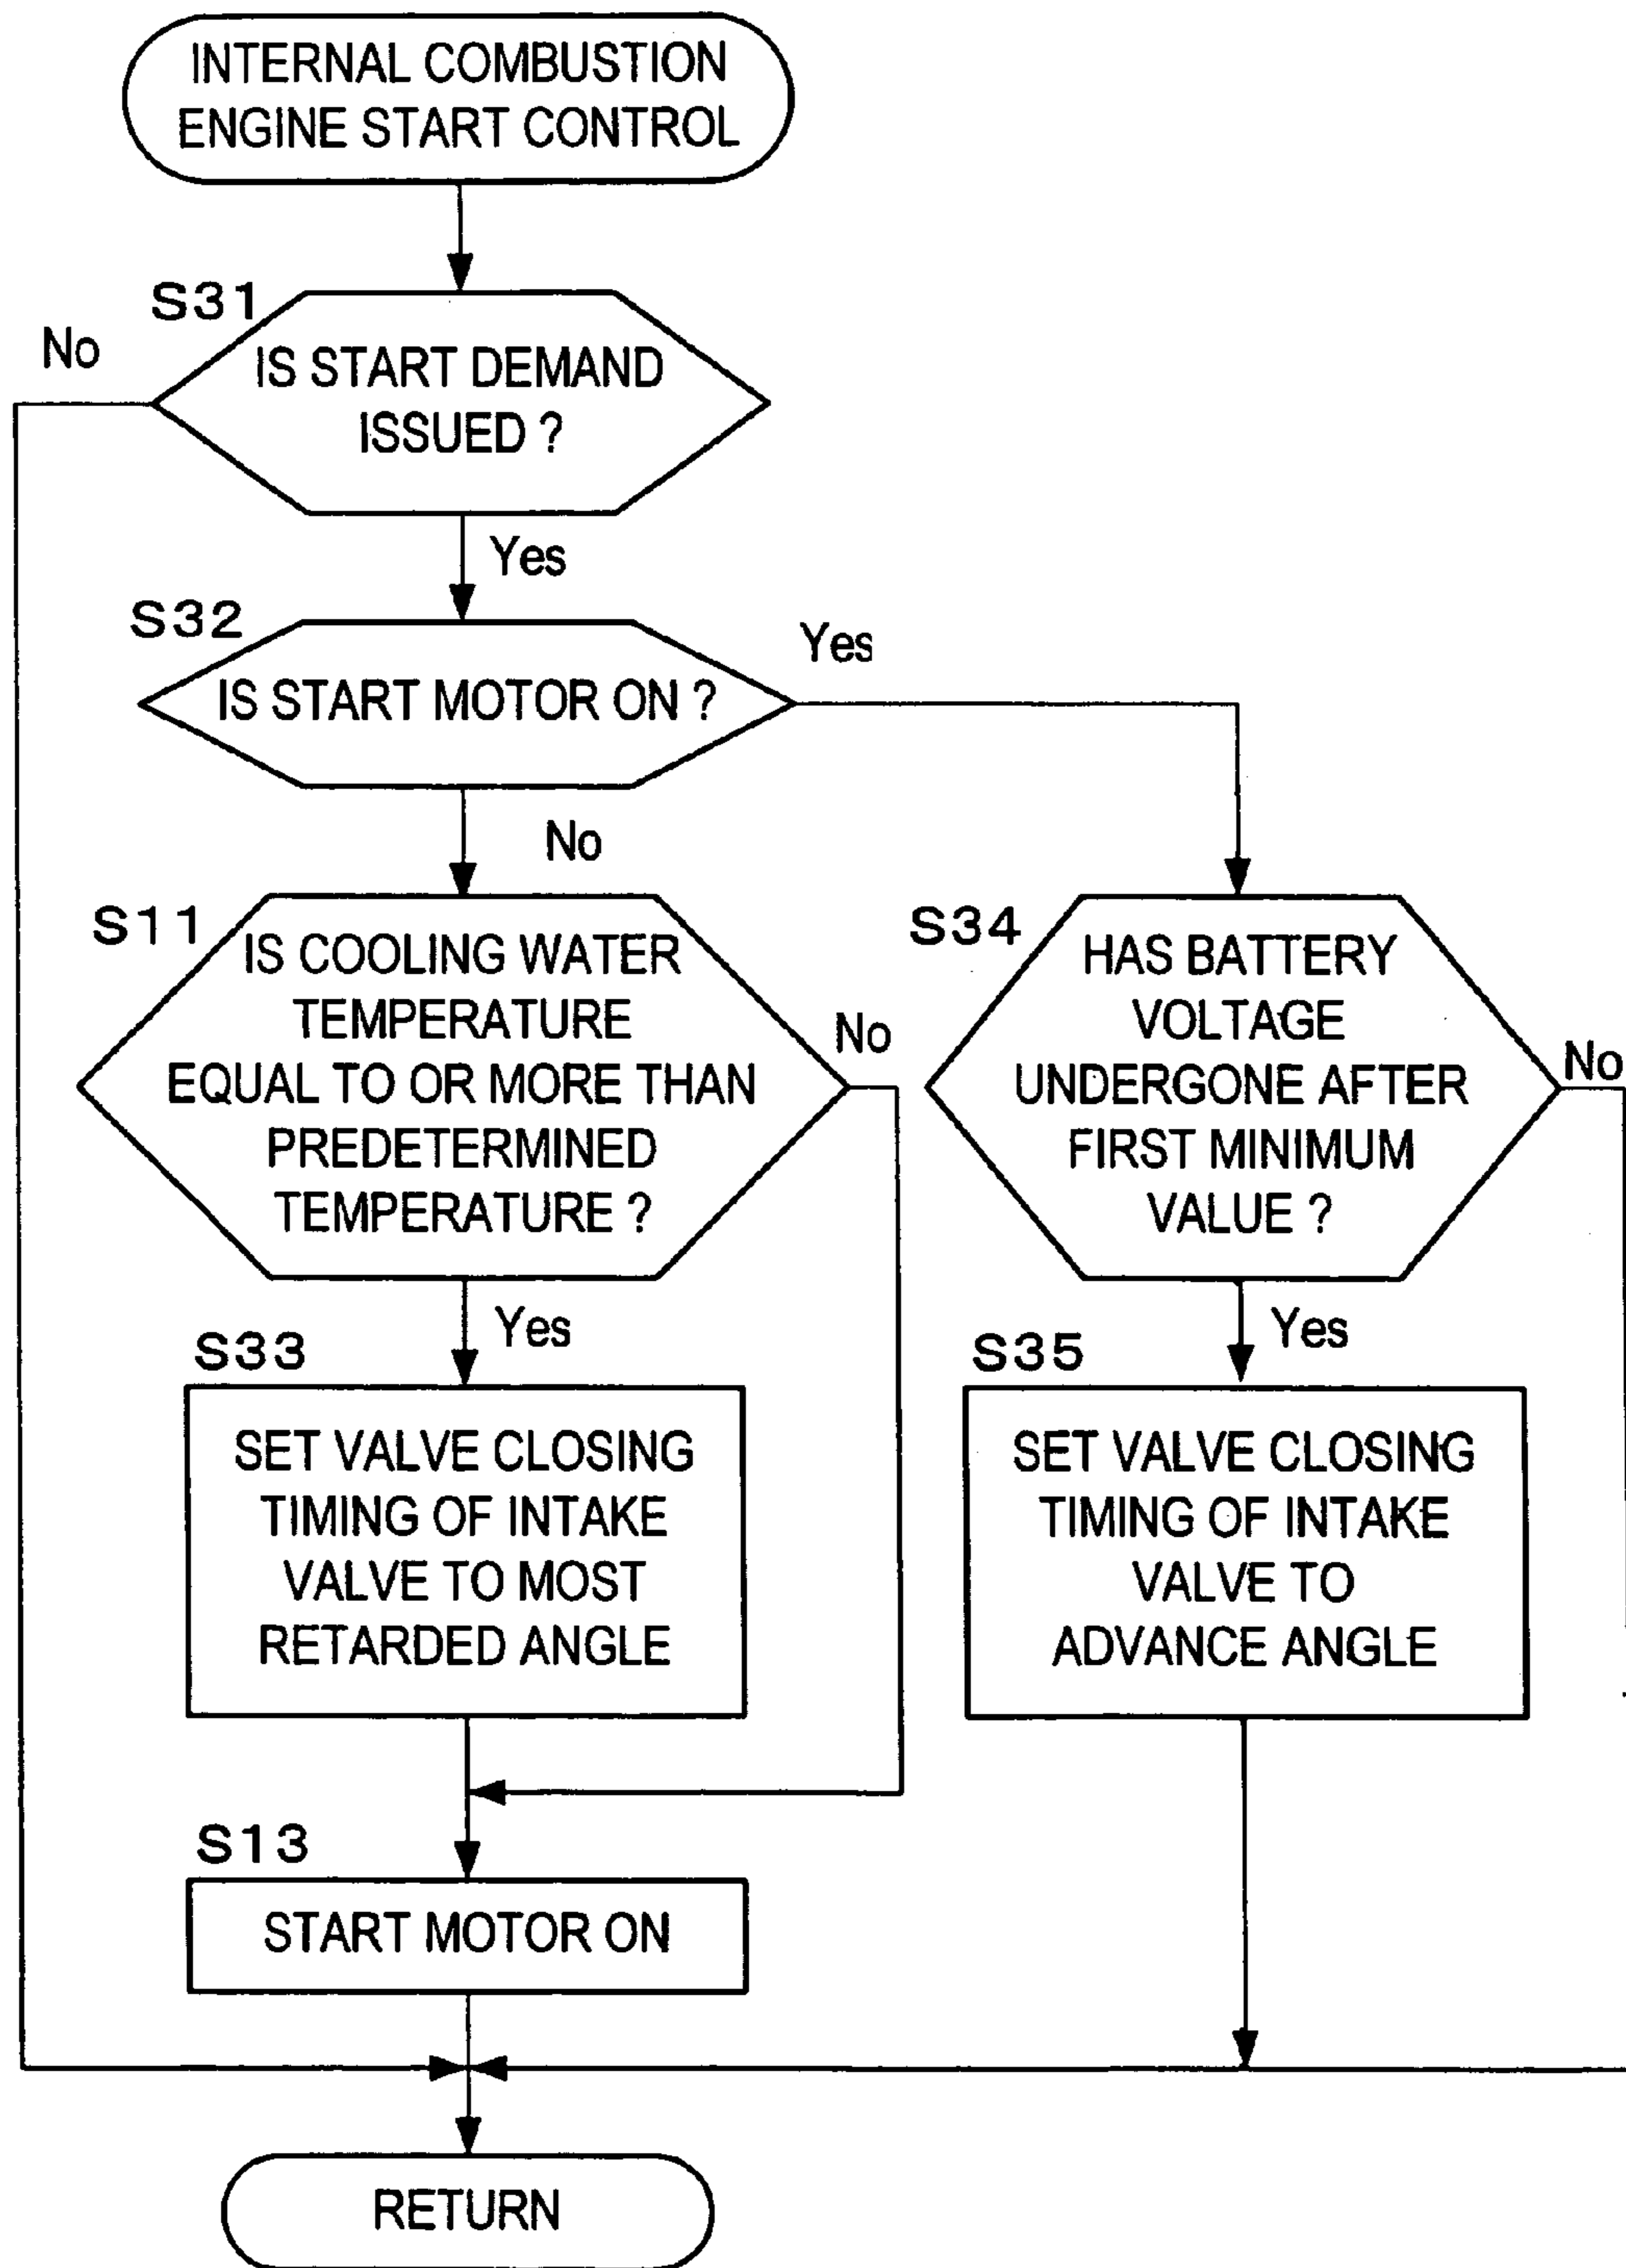 INTERNAL COMBUSTION
ENGINE START CONTROL
S31
No
IS START DEMAND
ISSUED ?
Yes
S32
Yes
IS START MOTOR ON ?
No
S11
IS COOLING WATER
TEMPERATURE
EQUAL TO OR MORE THAN
PREDETERMINED
TEMPERATURE ?
No
S34
HAS BATTERY
VOLTAGE
UNDERGONE AFTER
FIRST MINIMUM
VALUE ?
No
Yes
S33
SET VALVE CLOSING
TIMING OF INTAKE
VALVE TO MOST
RETARDED ANGLE
Yes
S35
SET VALVE CLOSING
TIMING OF INTAKE
VALVE TO
ADVANCE ANGLE
S13
START MOTOR ON
RETURN